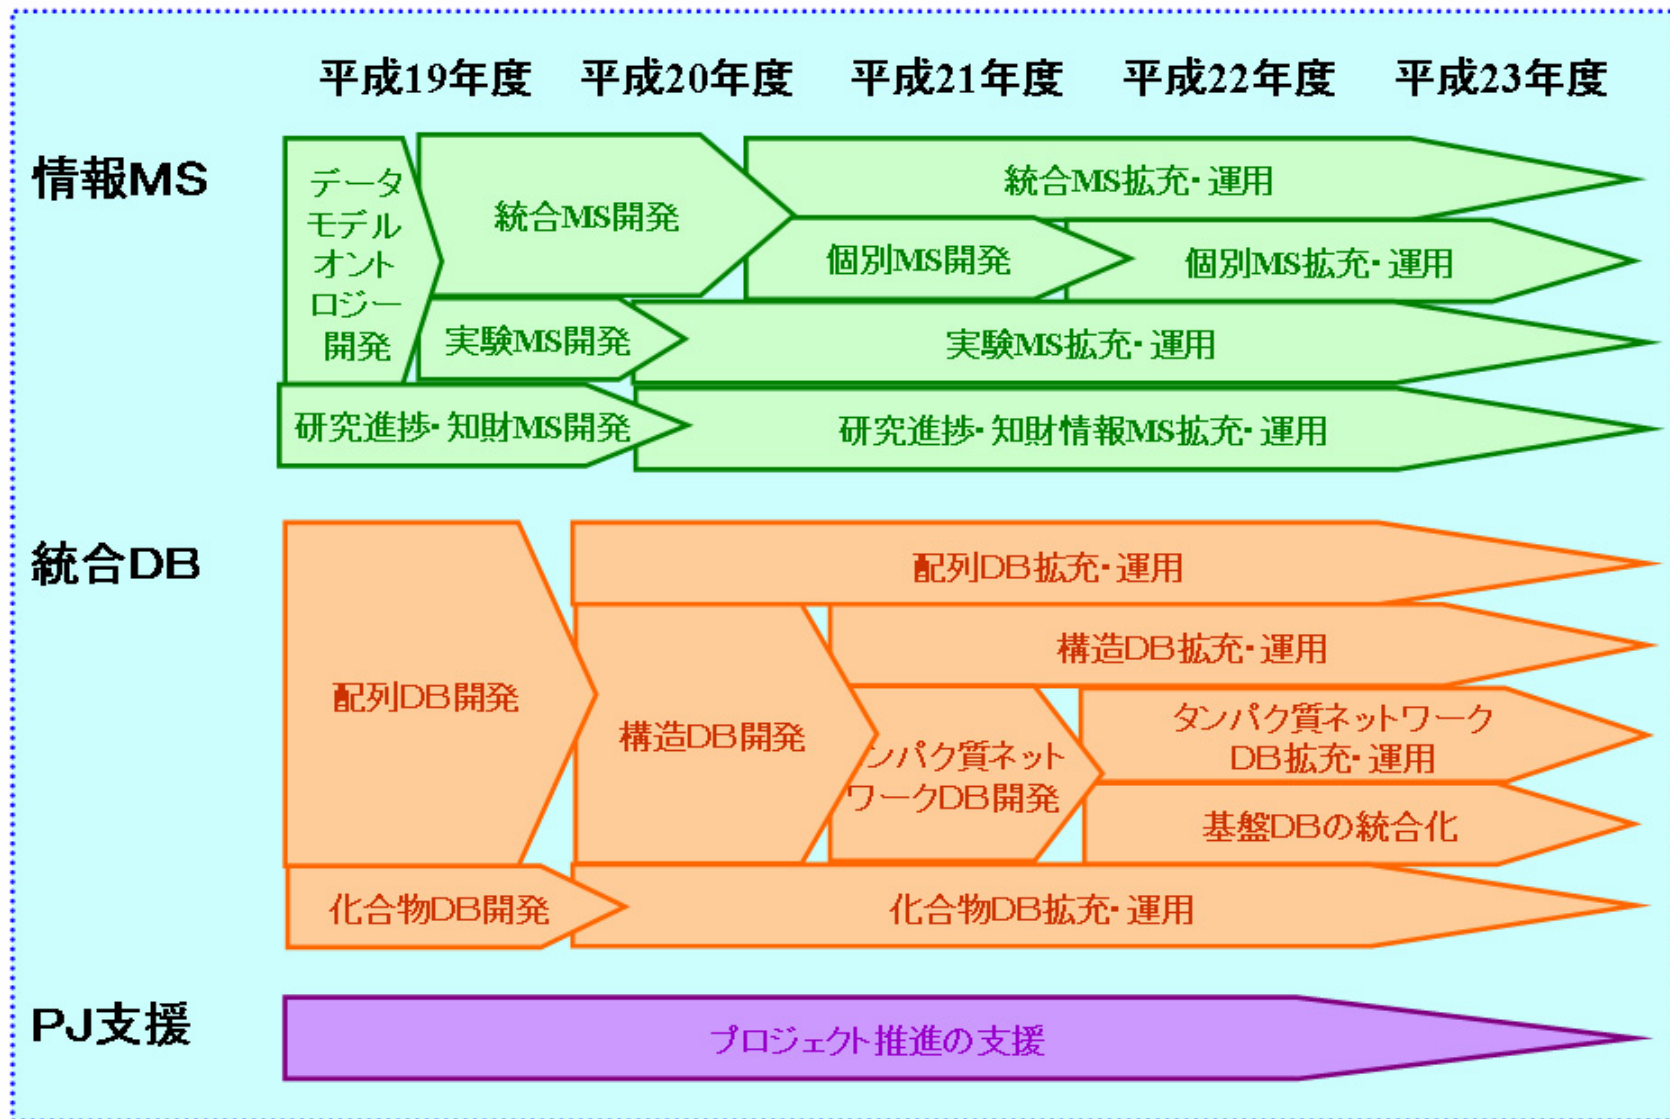 平成19年度 平成20年度 平成21年度 平成22年度 平成23年度
情報MS
データ
モデル
オント
ロジー
開発
統合MS開発
統合MS拡充・運用
個別MS開発
個別MS拡充・運用
実験MS開発
実験MS拡充・運用
研究進捗・知財MS開発
研究進捗・知財情報MS拡充・運用
統合DB
配列DB開発
配列DB拡充・運用
構造DB開発
構造DB拡充・運用
ンパク質ネット
ワークDB開発
タンパク質ネットワーク
DB拡充・運用
基盤DBの統合化
化合物DB開発
化合物DB拡充・運用
PJ支援
プロジェクト推進の支援